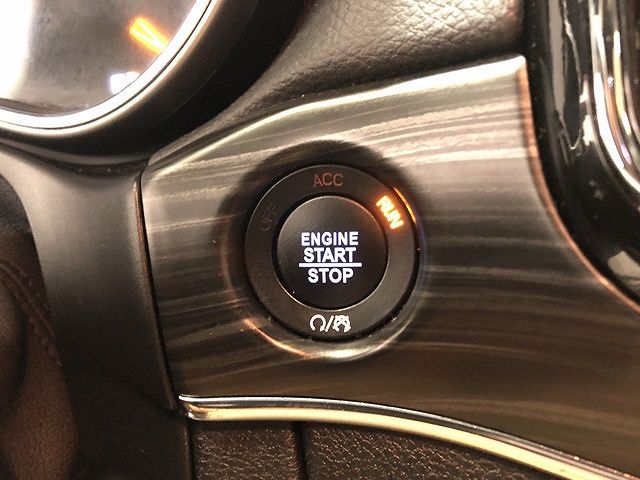 ACC
OFF
RUN
ENGINE
START
STOP